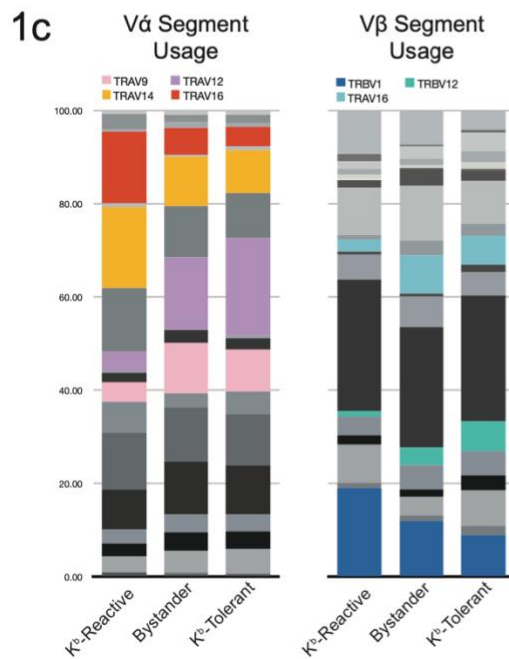 1c
Vα Segment
Usage
TRAV9
TRAV12
TRAV14
TRAV16
100.00
80.00
60.00
40.00
20.00
0.00
Kᵇ-Reactive
Bystander
Kᵇ-Tolerant
Vβ Segment
Usage
TRBV1
TRBV12
TRAV16
Kᵇ-Reactive
Bystander
Kᵇ-Tolerant